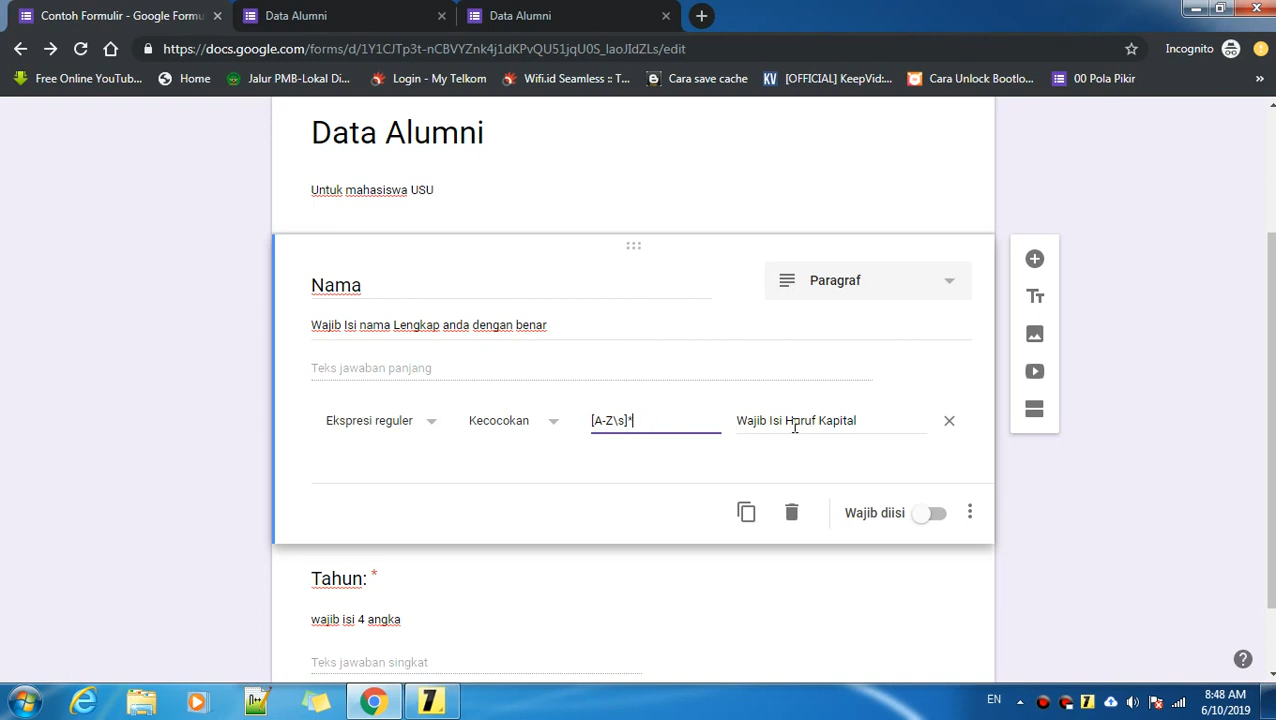 Contoh Formulir - Google Formu
Data Alumni
Data Alumni
https://docs.google.com/forms/d/1Y1CJTp3t-nCBVYZnk4j1dKPvQU51jqU0S_laoJIdZLs/edit
Incognito
Free Online YouTub...
Home
Jalur PMB-Lokal Di...
Login - My Telkom
Wifi.id Seamless :: T...
Cara save cache
KV
[OFFICIAL] KeepVid:...
Cara Unlock Bootlo...
00 Pola Pikir
»
Data Alumni
Untuk mahasiswa USU
Nama
Paragraf
Wajib Isi nama Lengkap anda dengan benar
Teks jawaban panjang
Ekspresi reguler
Kecocokan
[A-Z\s]*
Wajib Isi Huruf Kapital
Wajib diisi
Tahun: *
wajib isi 4 angka
Teks jawaban singkat
EN
8:48 AM
6/10/2019